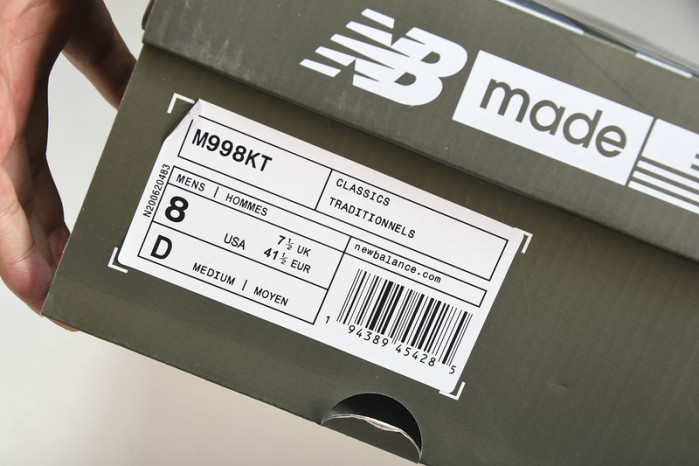 NB
made
M998KT
CLASSICS
TRADITIONNELS
N200620483
MENS | HOMMES
8
USA
7½ UK
41½ EUR
D
MEDIUM | MOYEN
newbalance.com
1 94389 45428 5